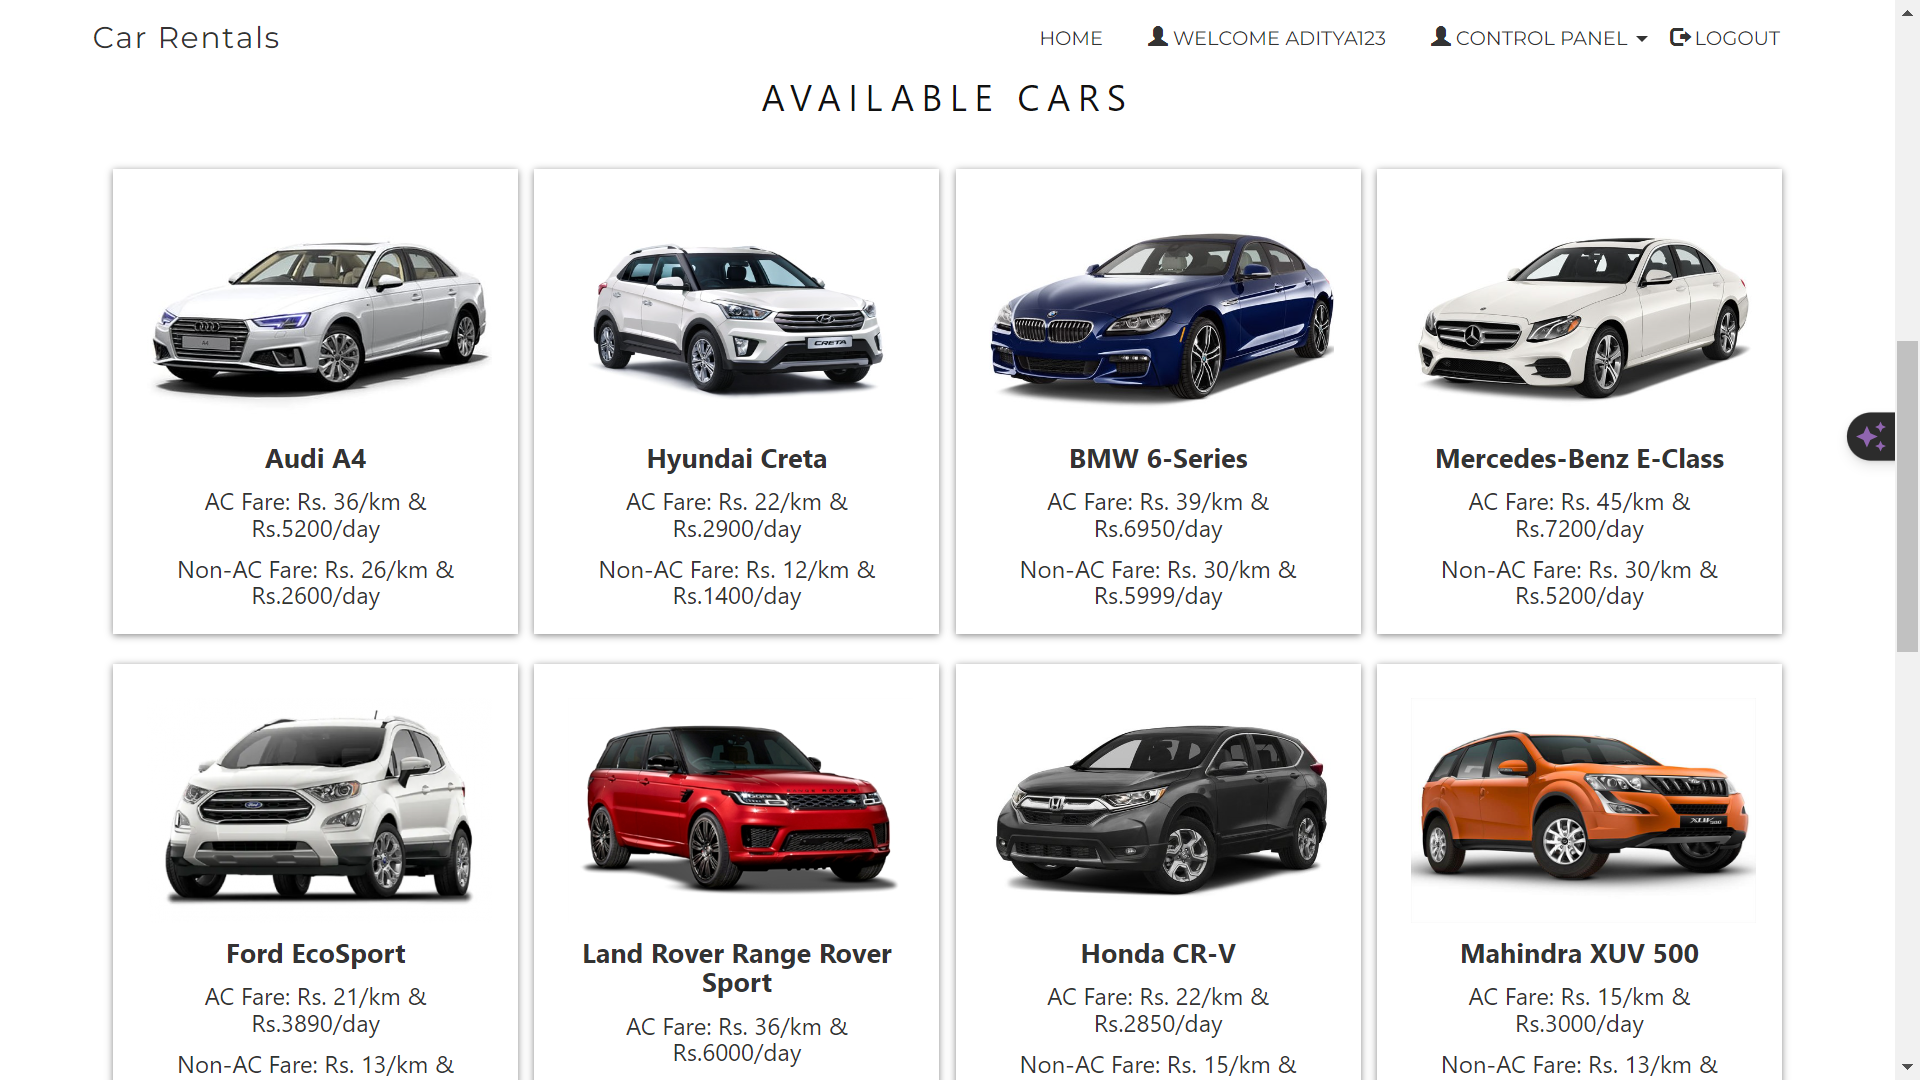 Car Rentals
HOME
WELCOME ADITYA123
CONTROL PANEL
LOGOUT
AVAILABLE CARS
CRETA
Audi A4
AC Fare: Rs. 36/km &
Rs.5200/day
Non-AC Fare: Rs. 26/km &
Rs.2600/day
Hyundai Creta
AC Fare: Rs. 22/km &
Rs.2900/day
Non-AC Fare: Rs. 12/km &
Rs.1400/day
BMW 6-Series
AC Fare: Rs. 39/km &
Rs.6950/day
Non-AC Fare: Rs. 30/km &
Rs.5999/day
Mercedes-Benz E-Class
AC Fare: Rs. 45/km &
Rs.7200/day
Non-AC Fare: Rs. 30/km &
Rs.5200/day
XUV500
Ford EcoSport
AC Fare: Rs. 21/km &
Rs.3890/day
Non-AC Fare: Rs. 13/km &
Land Rover Range Rover
Sport
AC Fare: Rs. 36/km &
Rs.6000/day
Honda CR-V
AC Fare: Rs. 22/km &
Rs.2850/day
Non-AC Fare: Rs. 15/km &
Mahindra XUV 500
AC Fare: Rs. 15/km &
Rs.3000/day
Non-AC Fare: Rs. 13/km &